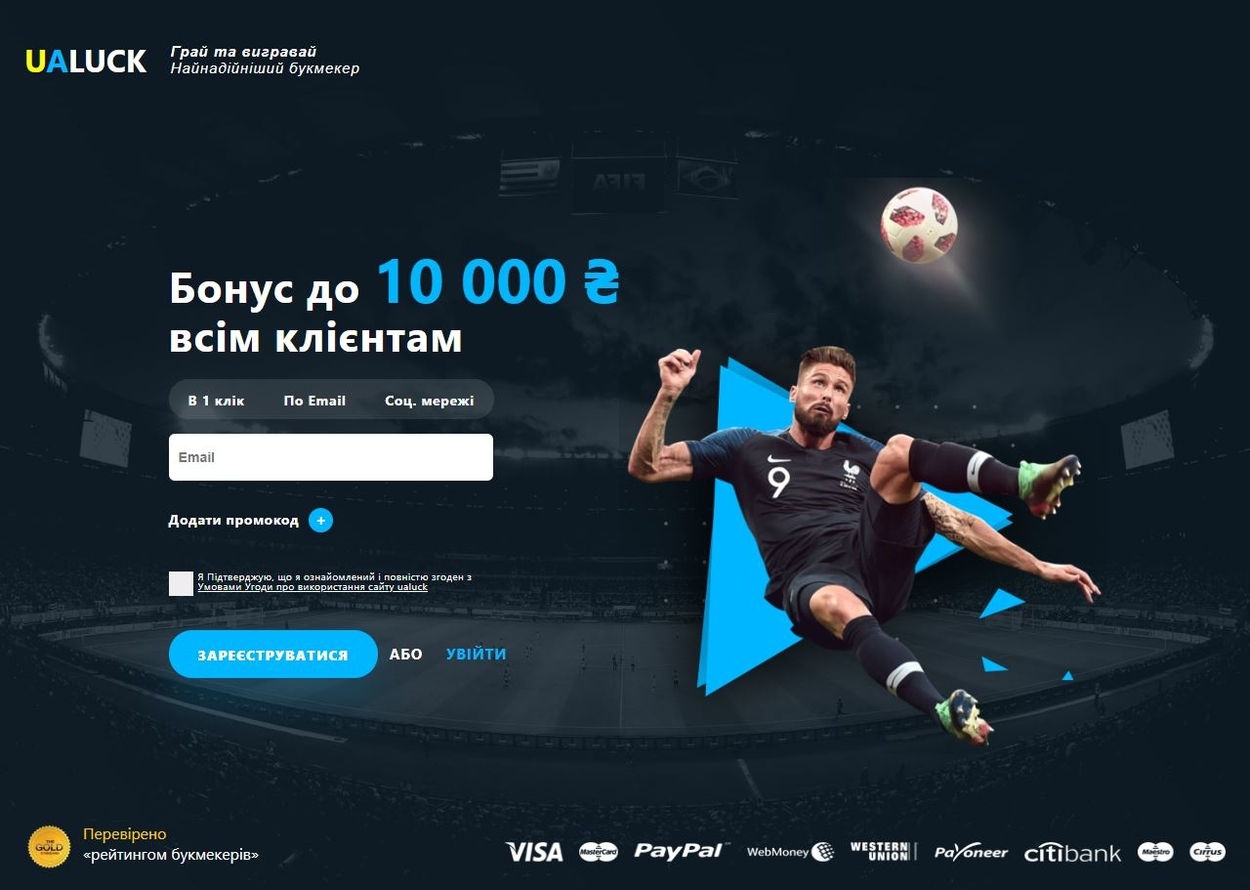 UALUCK
Грай та вигравай
Найнадійніший букмекер
FIFA
Бонус до 10 000 ₴
всім клієнтам
В 1 клік По Email Соц. мережі
Email
Додати промокод +
Я Підтверджую, що я ознайомлений і повністю згоден з
Умовами Угоди про використання сайту ualuck
ЗАРЕЄСТРУВАТИСЯ АБО УВІЙТИ
9
THE
GOLD
Перевірено
«рейтингом букмекерів»
VISA MasterCard PayPal WebMoney WESTERN UNION Payoneer citibank Maestro Cirrus